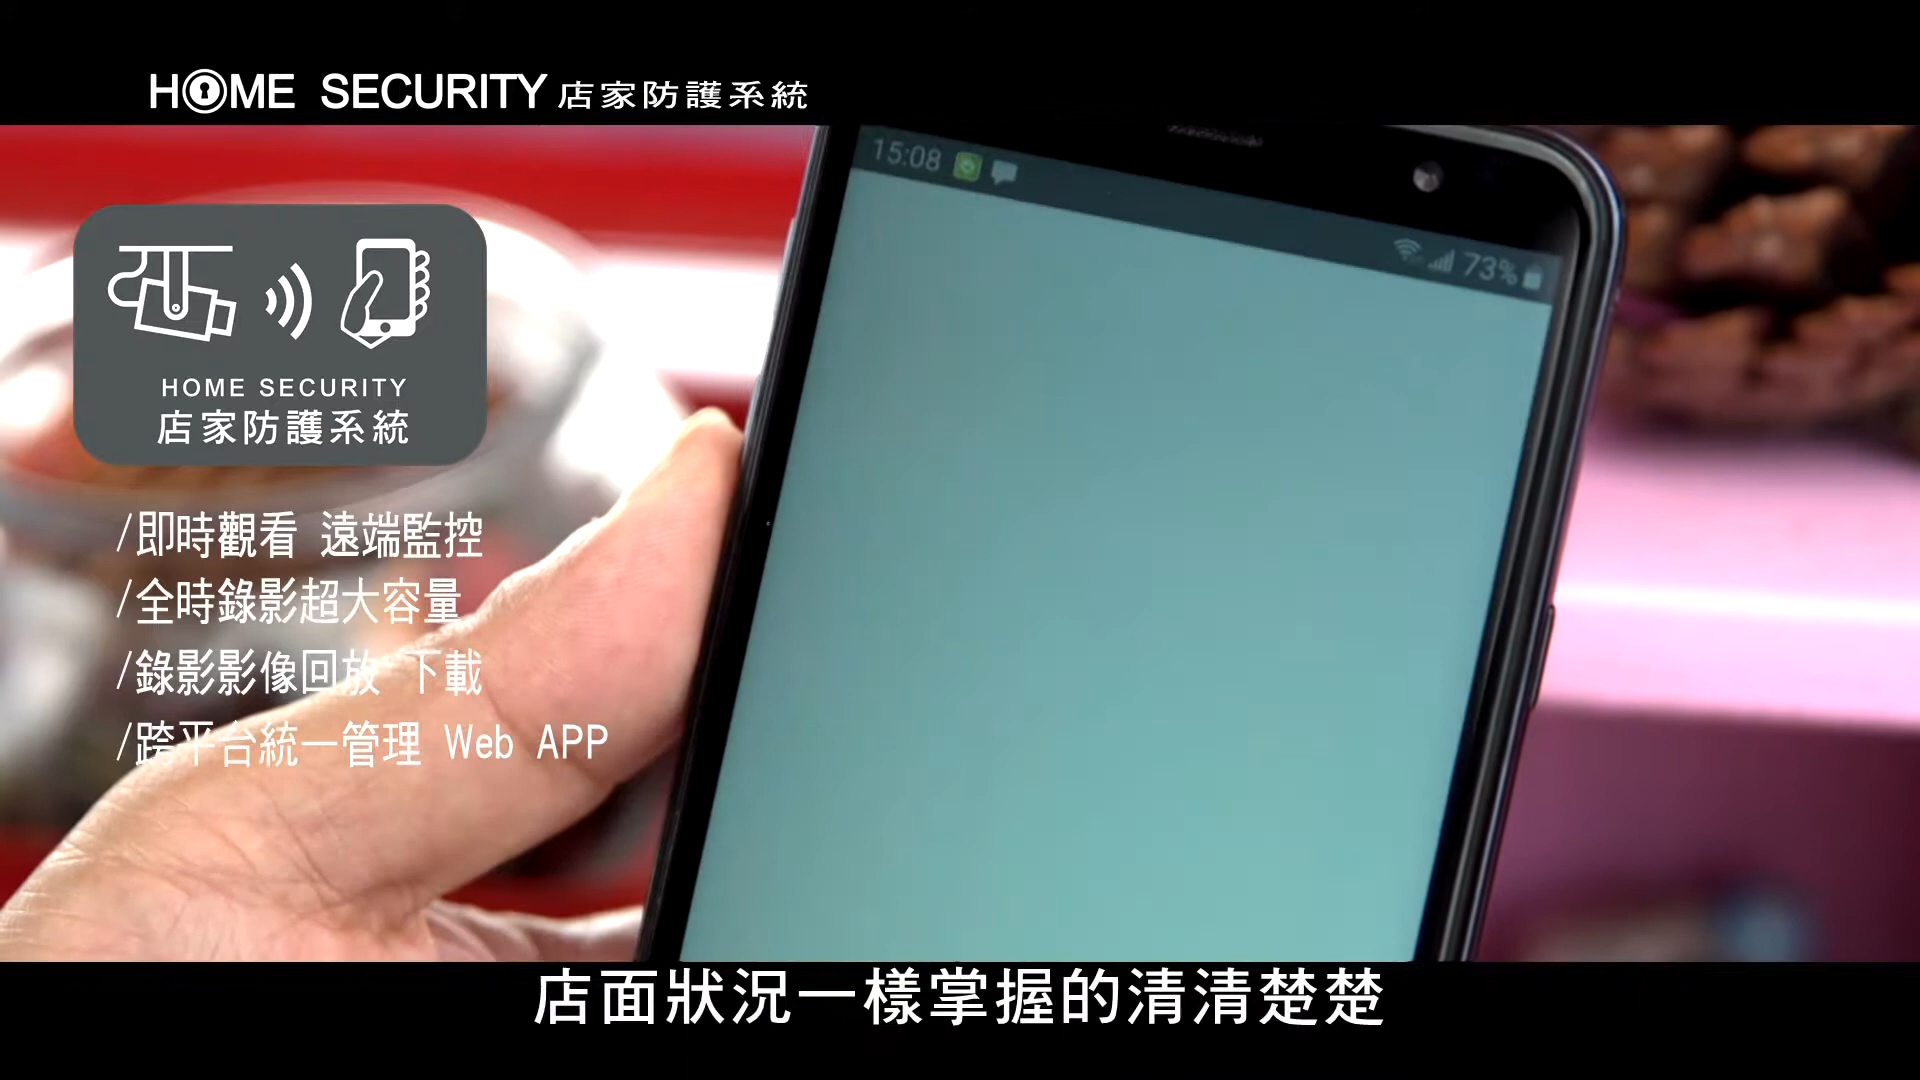 HOME SECURITY 店家防護系統
15:08
73%
HOME SECURITY
店家防護系統
/即時觀看 遠端監控
/全時錄影超大容量
/錄影影像回放 下載
/跨平台統一管理 Web APP
店面狀況一樣掌握的清清楚楚